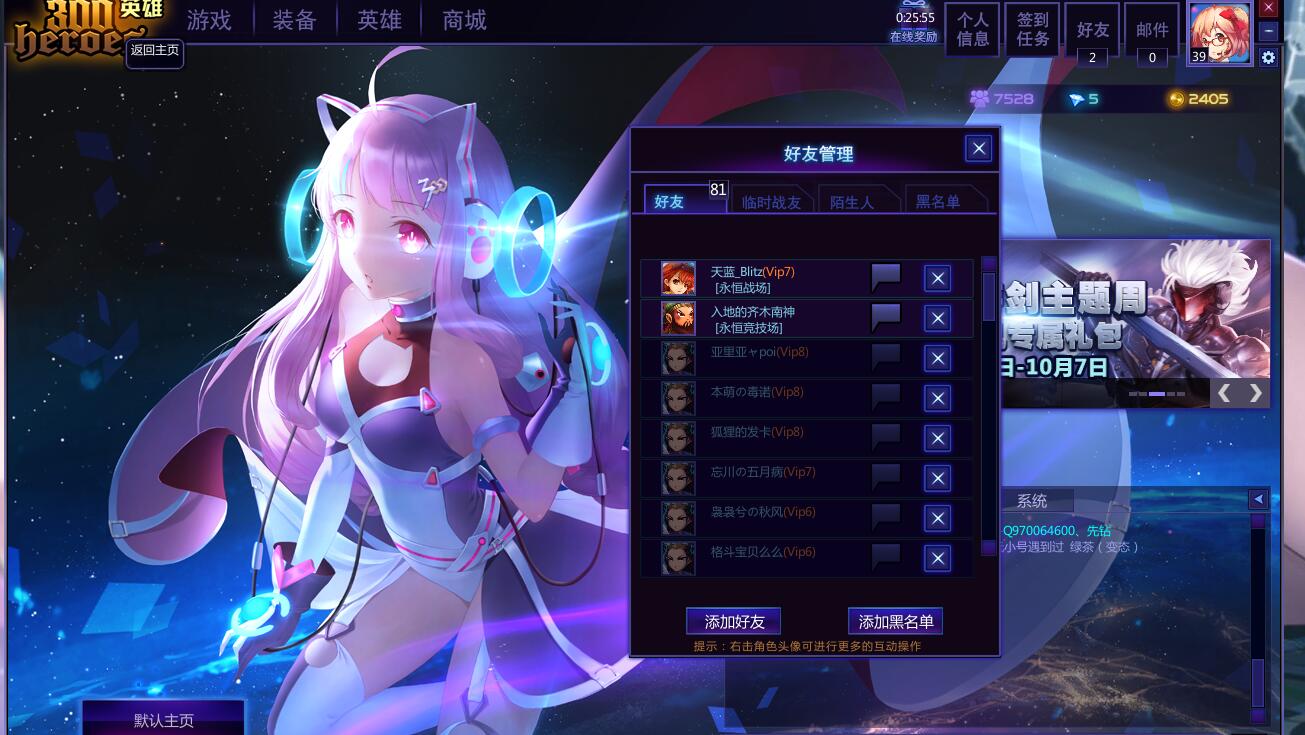 300
英雄
heroes
返回主页
游戏
装备
英雄
商城
0:25:55
在线奖励
个人
信息
签到
任务
好友
2
邮件
0
39
7528
5
2405
好友管理
好友
81
临时战友
陌生人
黑名单
天蓝_Blitz(Vip7)
[永恒战场]
入地的齐木南神
[永恒竞技场]
亚里亚ャpoi(Vip8)
本萌の毒诺(Vip8)
狐狸的发卡(Vip8)
忘川の五月病(Vip7)
袅袅兮の秋风(Vip6)
格斗宝贝么么(Vip6)
添加好友
添加黑名单
提示：右击角色头像可进行更多的互动操作
剑主题周
专属礼包
日-10月7日
系统
Q970064600、先钻
小号遇到过 绿茶（变态）
默认主页